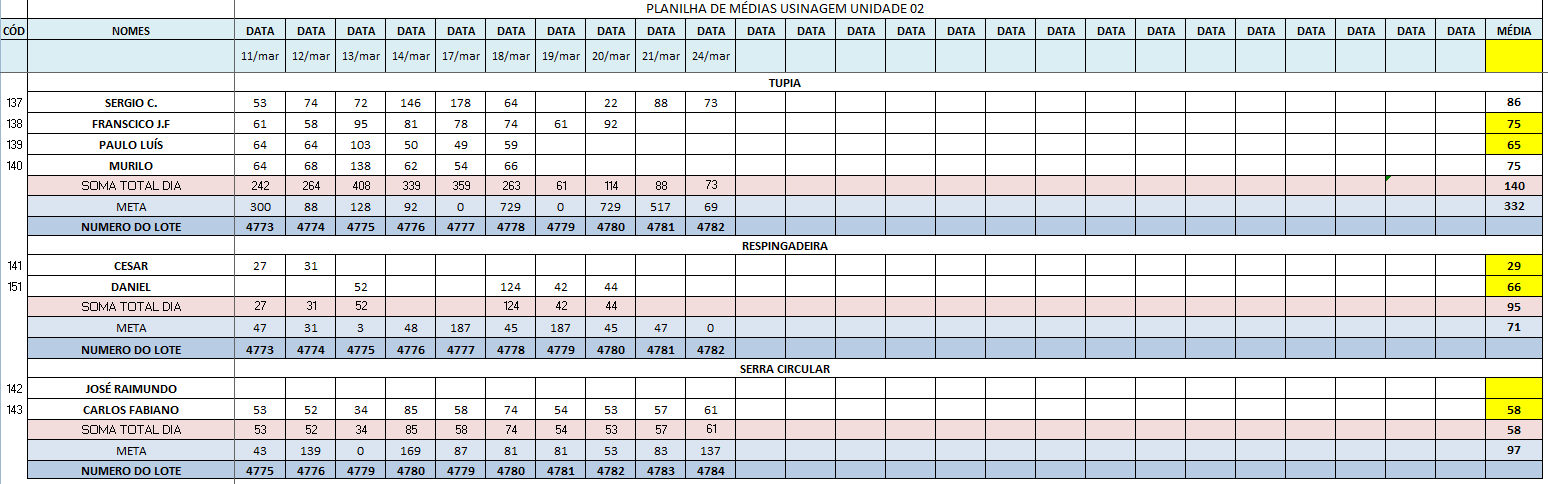 PLANILHA DE MÉDIAS USINAGEM UNIDADE 02
CÓD NOMES DATA DATA DATA DATA DATA DATA DATA DATA DATA DATA DATA DATA DATA DATA DATA DATA DATA DATA DATA DATA DATA DATA DATA DATA DATA MÉDIA
11/mar 12/mar 13/mar 14/mar 17/mar 18/mar 19/mar 20/mar 21/mar 24/mar
TUPIA
137 SERGIO C. 53 74 72 146 178 64 22 88 73 86
138 FRANSCICO J.F 61 58 95 81 78 74 61 92 75
139 PAULO LUÍS 64 64 103 50 49 59 65
140 MURILO 64 68 138 62 54 66 75
SOMA TOTAL DIA 242 264 408 339 359 263 61 114 88 73 140
META 300 88 128 92 0 729 0 729 517 69 332
NUMERO DO LOTE 4773 4774 4775 4776 4777 4778 4779 4780 4781 4782
RESPINGADEIRA
141 CESAR 27 31 29
151 DANIEL 52 124 42 44 66
SOMA TOTAL DIA 27 31 52 124 42 44 95
META 47 31 3 48 187 45 187 45 47 0 71
NUMERO DO LOTE 4773 4774 4775 4776 4777 4778 4779 4780 4781 4782
SERRA CIRCULAR
142 JOSÉ RAIMUNDO
143 CARLOS FABIANO 53 52 34 85 58 74 54 53 57 61 58
SOMA TOTAL DIA 53 52 34 85 58 74 54 53 57 61 58
META 43 139 0 169 87 81 81 53 83 137 97
NUMERO DO LOTE 4775 4776 4779 4780 4779 4780 4781 4782 4783 4784